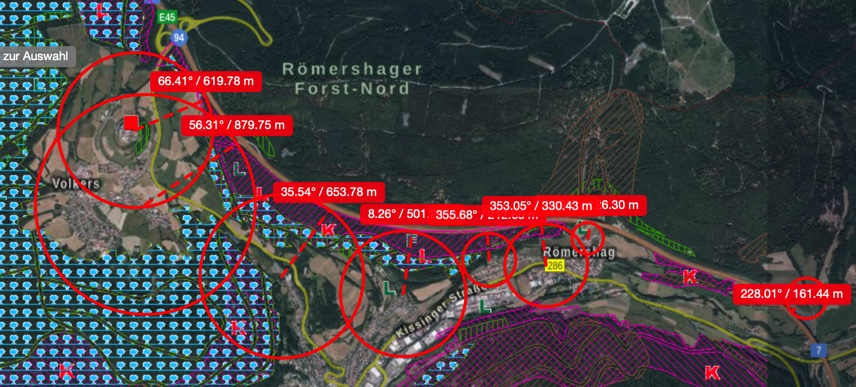 E45
L
94
zur Auswahl
Römershager
Forst-Nord
66.41° / 619.78 m
56.31° / 879.75 m
L
Volkers
L
35.54° / 653.78 m
353.05° / 330.43 m
6.30 m
8.26° / 501.
355.68° /
K
L
L
L
Römershag
286
K
L
Kissinger Straße
L
228.01° / 161.44 m
K
7
K
K